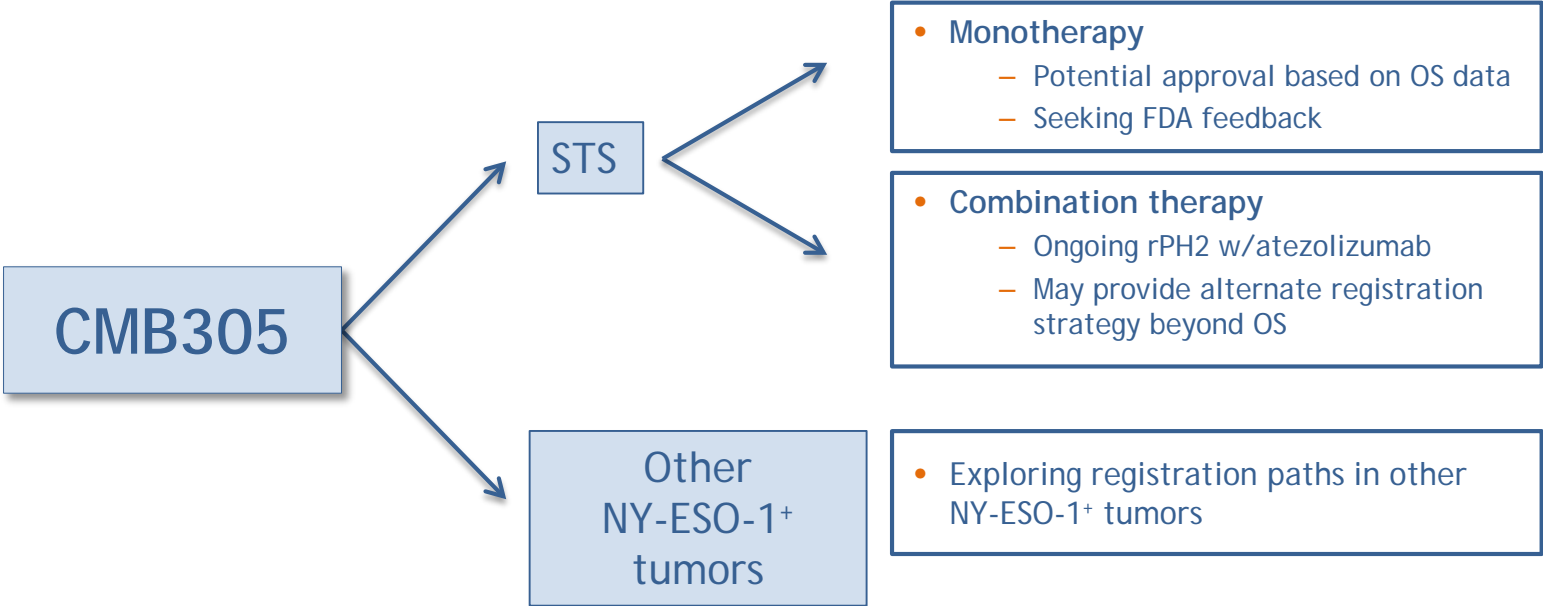 CMB305
STS
• Monotherapy
– Potential approval based on OS data
– Seeking FDA feedback
• Combination therapy
– Ongoing rPH2 w/atezolizumab
– May provide alternate registration
strategy beyond OS
Other
NY-ESO-1⁺
tumors
• Exploring registration paths in other
NY-ESO-1⁺ tumors